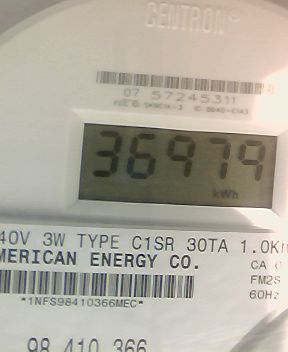 CENTRON®
07 57245311
36979
kWh
40V 3W TYPE C1SR 30TA 1.0K
MERICAN ENERGY CO.
CA
FM2S
60Hz
*1NFS98410366MEC*
98 410 366